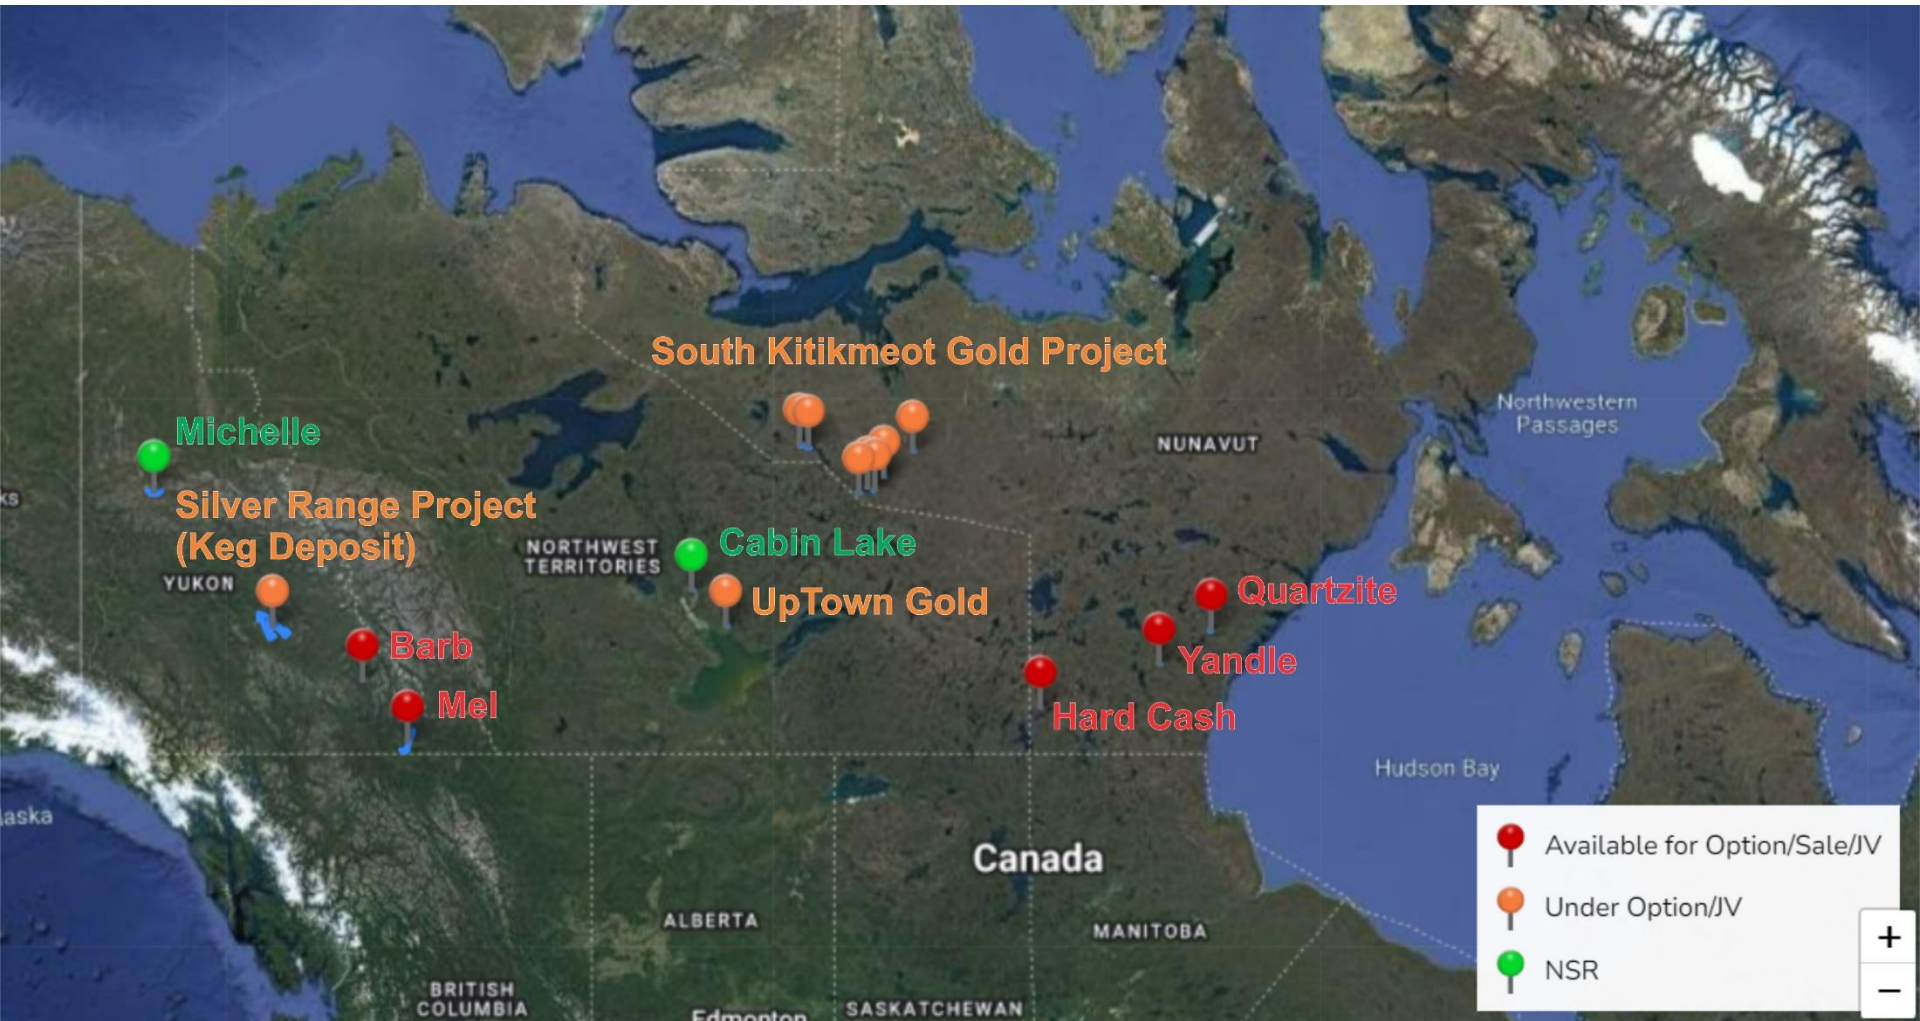 South Kitikmeot Gold Project
Northwestern
Passages
Michelle
NUNAVUT
Silver Range Project
(Keg Deposit)
Cabin Lake
NORTHWEST
TERRITORIES
YUKON
UpTown Gold
Quartzite
Barb
Yandle
Mel
Hard Cash
Hudson Bay
laska
Canada
Available for Option/Sale/JV
Under Option/JV
NSR
ALBERTA
MANITOBA
+
−
BRITISH
COLUMBIA
SASKATCHEWAN
Edmonton